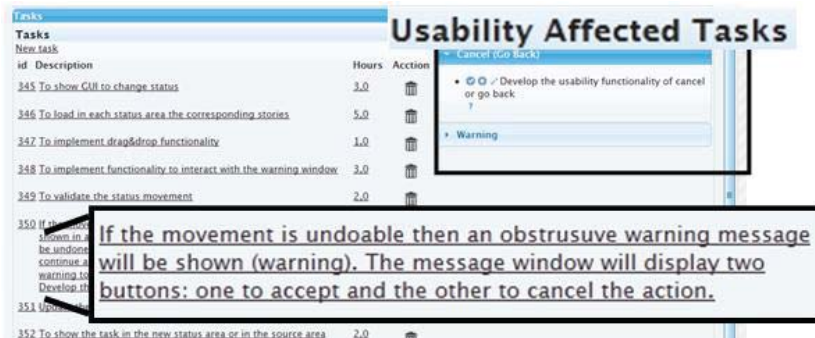 Tasks
Usability Affected Tasks
Tasks
New task
id Description Hours Acction
Cancel (Go Back)
345 To show GUI to change status 3.0
Develop the usability functionality of cancel
or go back
?
346 To load in each status area the corresponding stories 5.0
Warning
347 To implement drag&drop functionality 1.0
348 To implement functionality to interact with the warning window 3.0
349 To validate the status movement 2.0
350 If the
shown in a
be undone
continue a
warning to
Develop th
If the movement is undoable then an obstrusuve warning message
will be shown (warning). The message window will display two
buttons: one to accept and the other to cancel the action.
351
352 To show the task in the new status area or in the source area 2.0